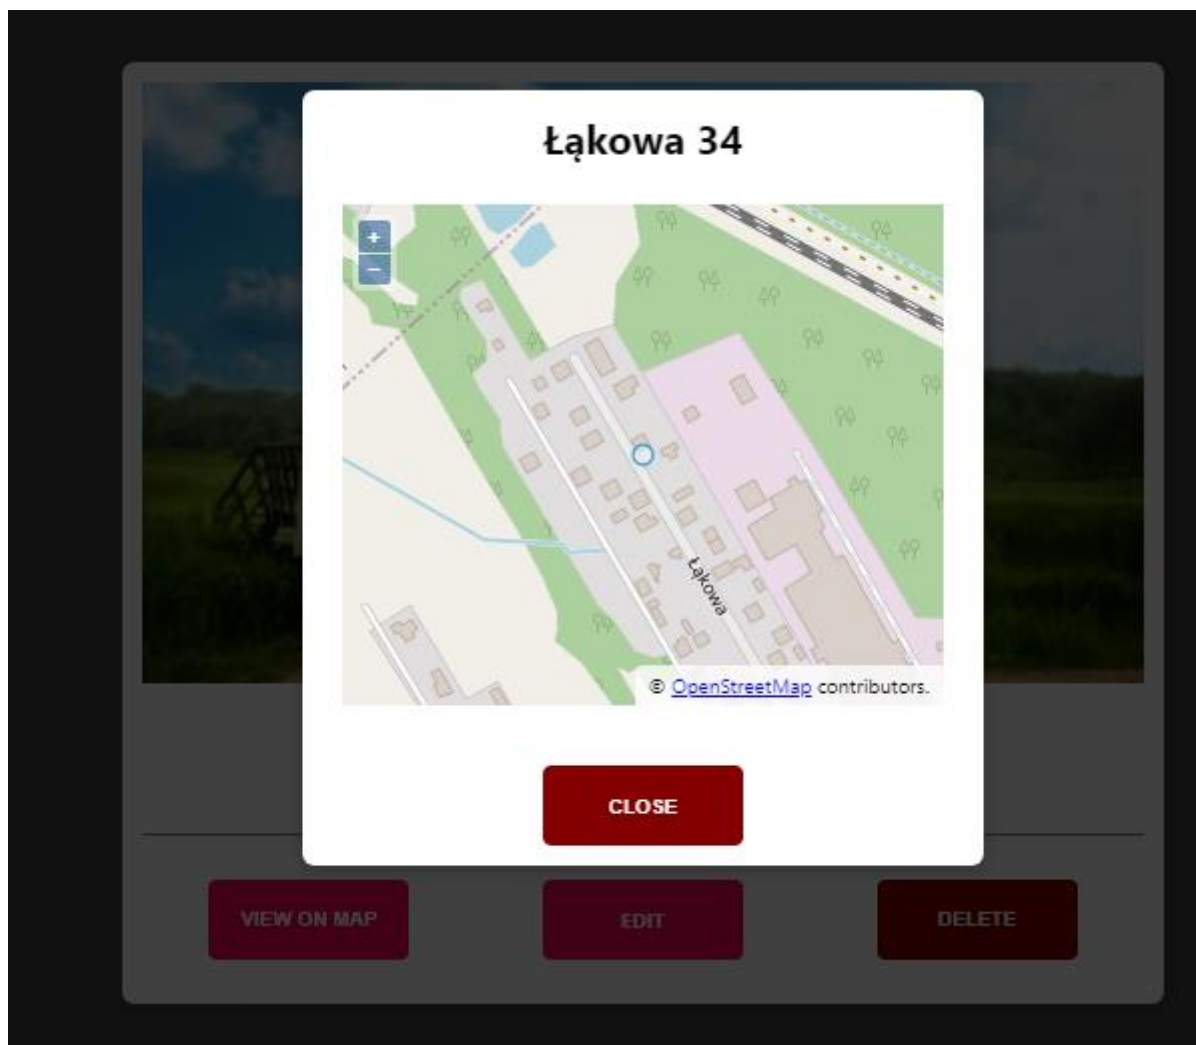 Łąkowa 34
+
−
Łąkowa
© OpenStreetMap contributors.
CLOSE
VIEW ON MAP
EDIT
DELETE